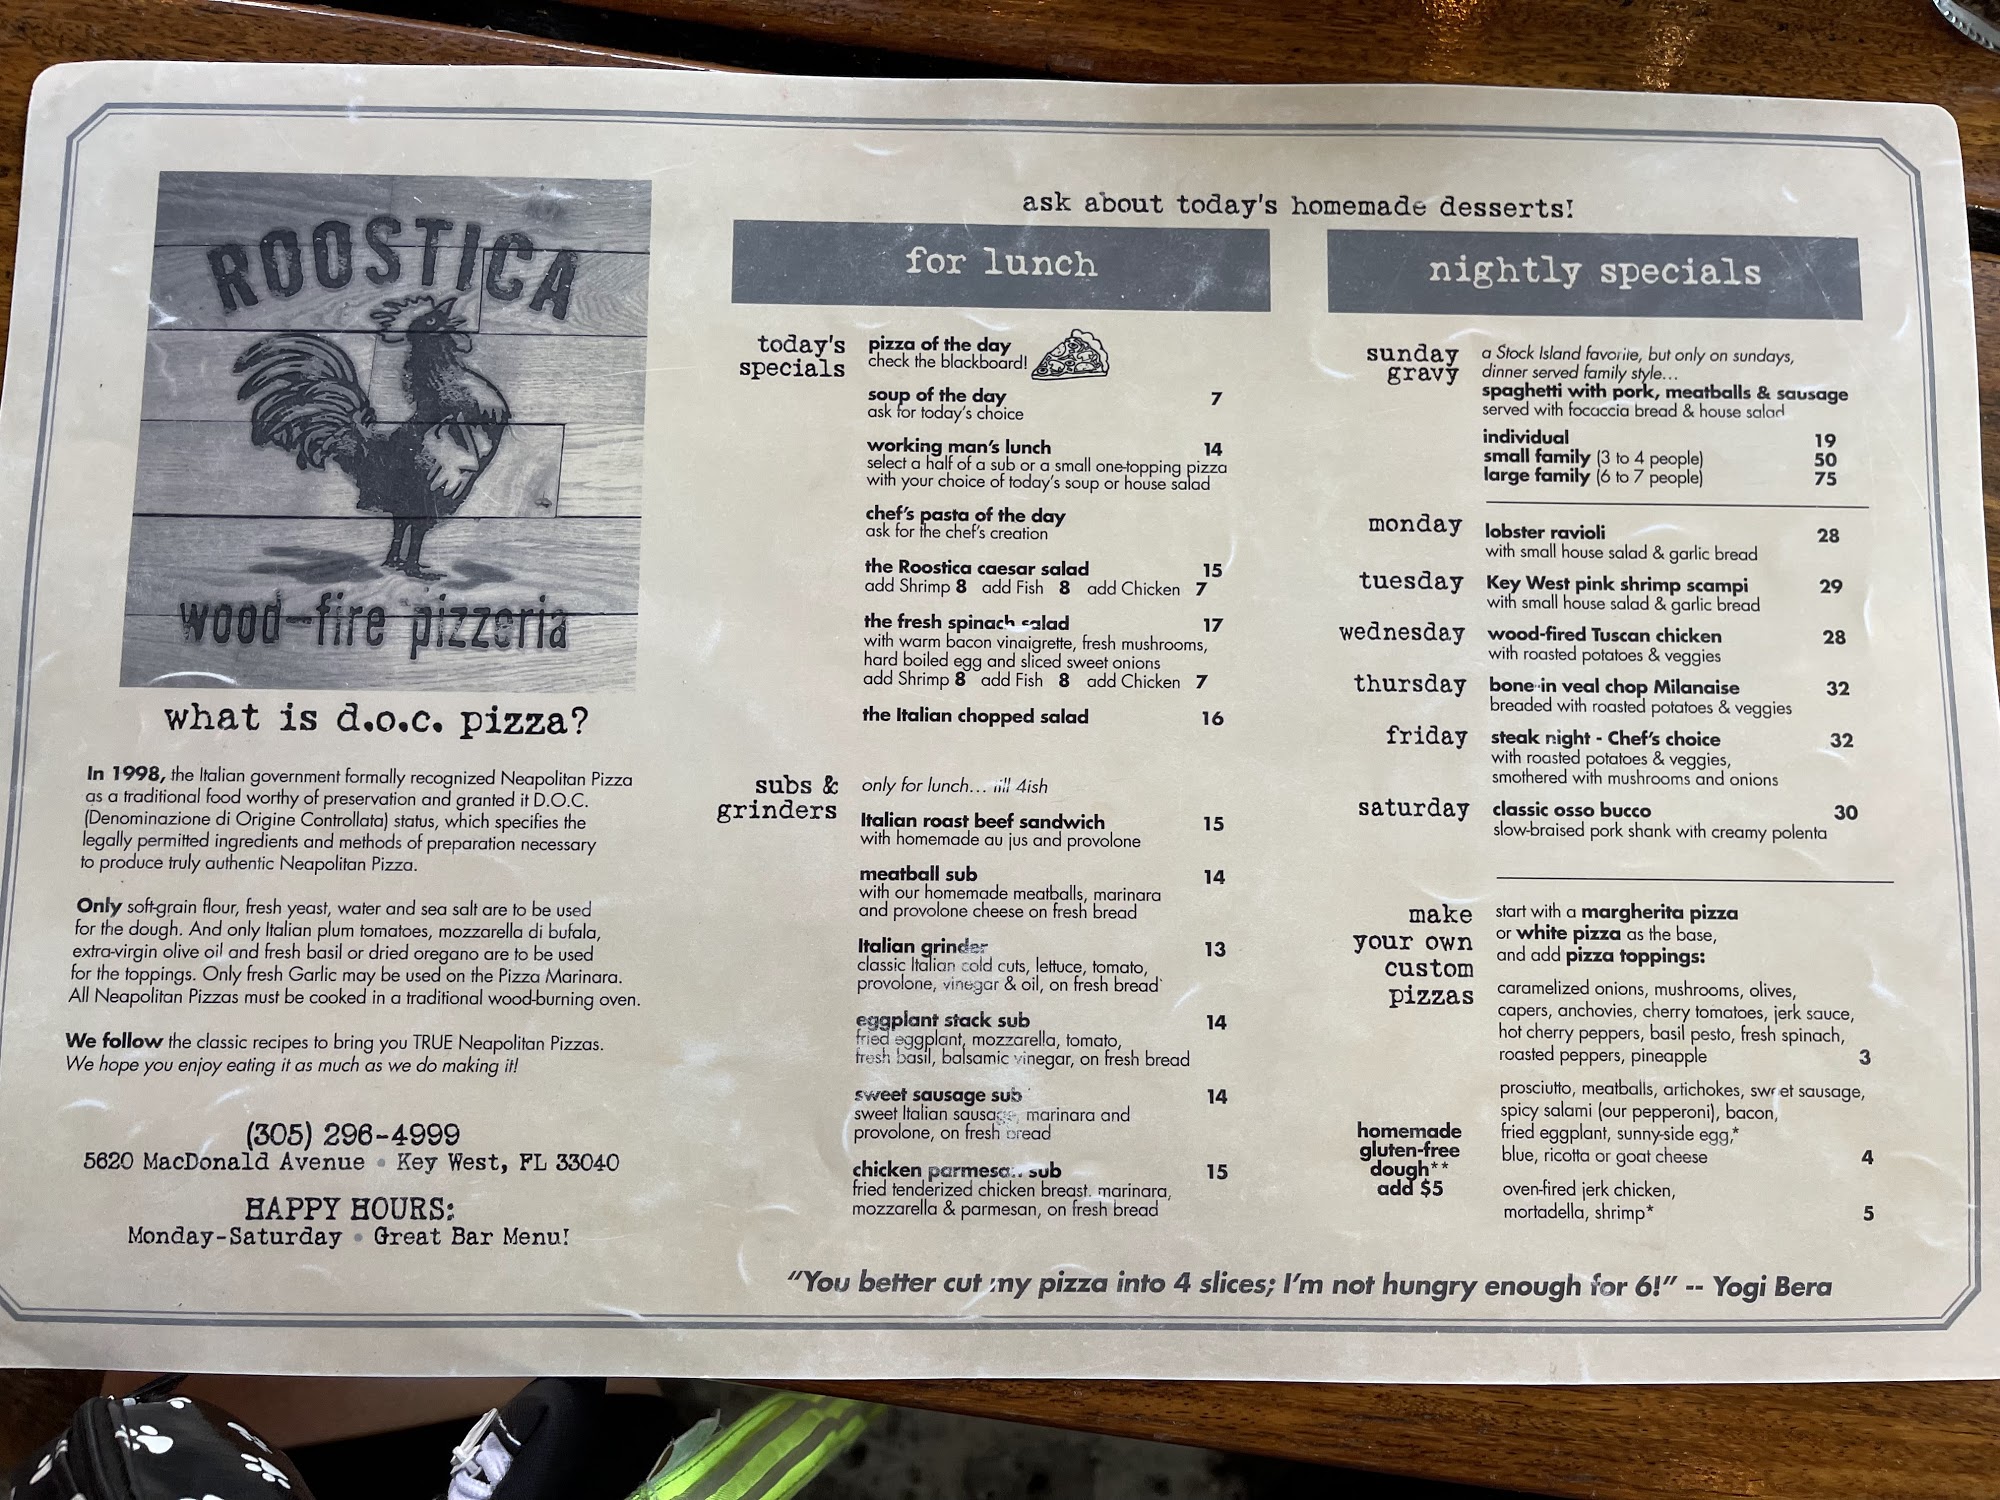 ROOSTICA
wood-fire pizzeria
what is d.o.c. pizza?
In 1998, the Italian government formally recognized Neapolitan Pizza
as a traditional food worthy of preservation and granted it D.O.C.
(Denominazione di Origine Controllata) status, which specifies the
legally permitted ingredients and methods of preparation necessary
to produce truly authentic Neapolitan Pizza.
Only soft-grain flour, fresh yeast, water and sea salt are to be used
for the dough. And only Italian plum tomatoes, mozzarella di bufala,
extra-virgin olive oil and fresh basil or dried oregano are to be used
for the toppings. Only fresh Garlic may be used on the Pizza Marinara.
All Neapolitan Pizzas must be cooked in a traditional wood-burning oven.
We follow the classic recipes to bring you TRUE Neapolitan Pizzas.
We hope you enjoy eating it as much as we do making it!
(305) 296-4999
5620 MacDonald Avenue • Key West, FL 33040
HAPPY HOURS:
Monday-Saturday • Great Bar Menu!
ask about today's homemade desserts!
for lunch
today's
specials
pizza of the day
check the blackboard!
soup of the day 7
ask for today's choice
working man's lunch 14
select a half of a sub or a small one-topping pizza
with your choice of today's soup or house salad
chef's pasta of the day
ask for the chef's creation
the Roostica caesar salad 15
add Shrimp 8 add Fish 8 add Chicken 7
the fresh spinach salad 17
with warm bacon vinaigrette, fresh mushrooms,
hard boiled egg and sliced sweet onions
add Shrimp 8 add Fish 8 add Chicken 7
the Italian chopped salad 16
subs &
grinders
only for lunch... till 4ish
Italian roast beef sandwich 15
with homemade au jus and provolone
meatball sub 14
with our homemade meatballs, marinara
and provolone cheese on fresh bread
Italian grinder 13
classic Italian cold cuts, lettuce, tomato,
provolone, vinegar & oil, on fresh bread
eggplant stack sub 14
fried eggplant, mozzarella, tomato,
fresh basil, balsamic vinegar, on fresh bread
sweet sausage sub 14
sweet Italian sausage, marinara and
provolone, on fresh bread
chicken parmesan sub 15
fried tenderized chicken breast, marinara,
mozzarella & parmesan, on fresh bread
nightly specials
sunday
gravy
a Stock Island favorite, but only on sundays,
dinner served family style...
spaghetti with pork, meatballs & sausage
served with focaccia bread & house salad
individual 19
small family (3 to 4 people) 50
large family (6 to 7 people) 75
monday lobster ravioli 28
with small house salad & garlic bread
tuesday Key West pink shrimp scampi 29
with small house salad & garlic bread
wednesday wood-fired Tuscan chicken 28
with roasted potatoes & veggies
thursday bone-in veal chop Milanaise 32
breaded with roasted potatoes & veggies
friday steak night - Chef's choice 32
with roasted potatoes & veggies,
smothered with mushrooms and onions
saturday classic osso bucco 30
slow-braised pork shank with creamy polenta
make
your own
custom
pizzas
start with a margherita pizza
or white pizza as the base,
and add pizza toppings:
caramelized onions, mushrooms, olives,
capers, anchovies, cherry tomatoes, jerk sauce,
hot cherry peppers, basil pesto, fresh spinach,
roasted peppers, pineapple 3
prosciutto, meatballs, artichokes, sweet sausage,
spicy salami (our pepperoni), bacon,
fried eggplant, sunny-side egg,*
blue, ricotta or goat cheese 4
oven-fired jerk chicken,
mortadella, shrimp* 5
homemade
gluten-free
dough**
add $5
"You better cut my pizza into 4 slices; I'm not hungry enough for 6!" -- Yogi Bera